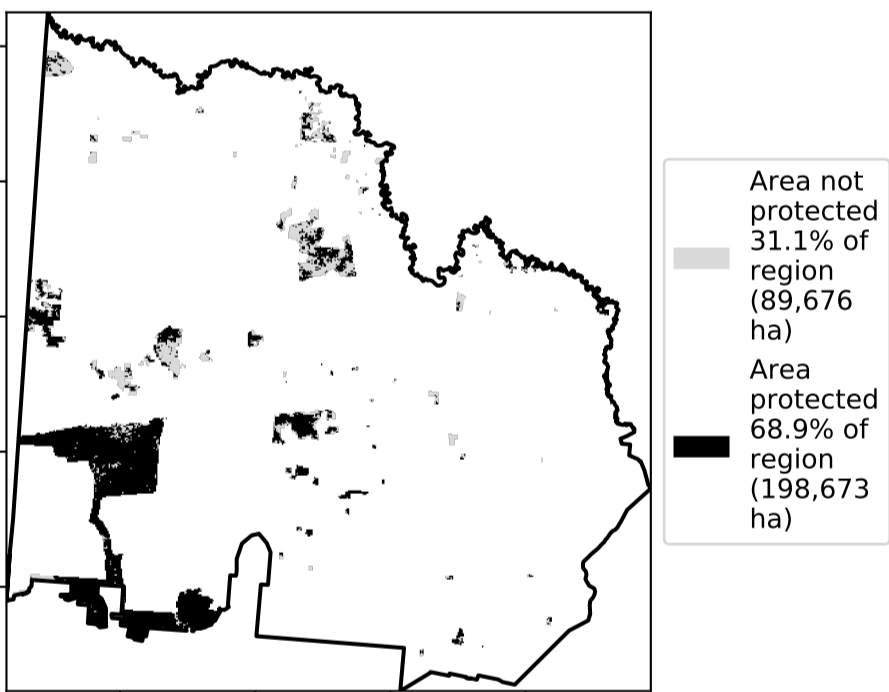 Area not
protected
31.1% of
region
(89,676
ha)
Area
protected
68.9% of
region
(198,673
ha)